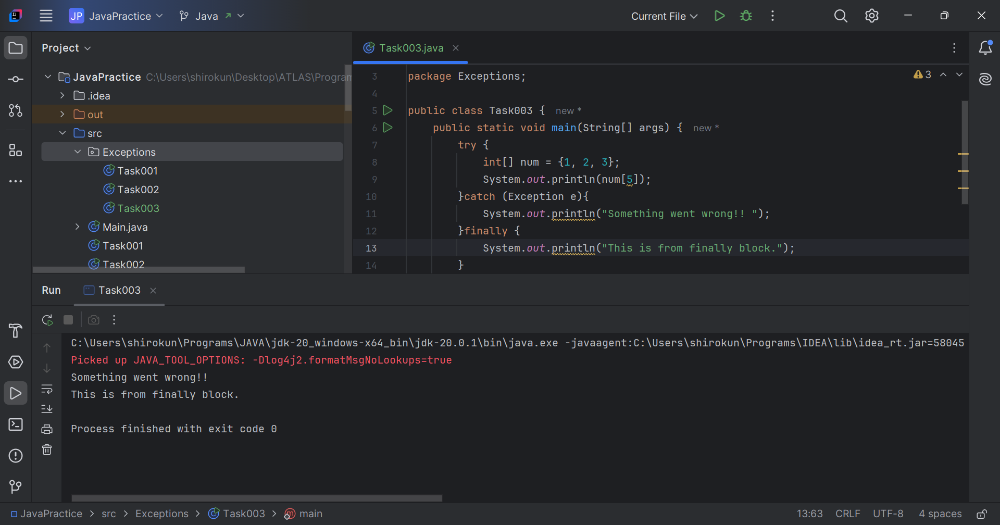 JP JavaPractice Java Current File
Project
Task003.java
JavaPractice C:\Users\shirokun\Desktop\ATLAS\Program
.idea
out
src
Exceptions
Task001
Task002
Task003
Main.java
Task001
Task002
3
3 package Exceptions;
4
5 public class Task003 { new *
6 public static void main(String[] args) { new *
7 try {
8 int[] num = {1, 2, 3};
9 System.out.println(num[5]);
10 }catch (Exception e){
11 System.out.println("Something went wrong!! ");
12 }finally {
13 System.out.println("This is from finally block.");
14 }
Run Task003
C:\Users\shirokun\Programs\JAVA\jdk-20_windows-x64_bin\jdk-20.0.1\bin\java.exe -javaagent:C:\Users\shirokun\Programs\IDEA\lib\idea_rt.jar=58045
Picked up JAVA_TOOL_OPTIONS: -Dlog4j2.formatMsgNoLookups=true
Something went wrong!!
This is from finally block.
Process finished with exit code 0
JavaPractice > src > Exceptions > Task003 > main 13:63 CRLF UTF-8 4 spaces